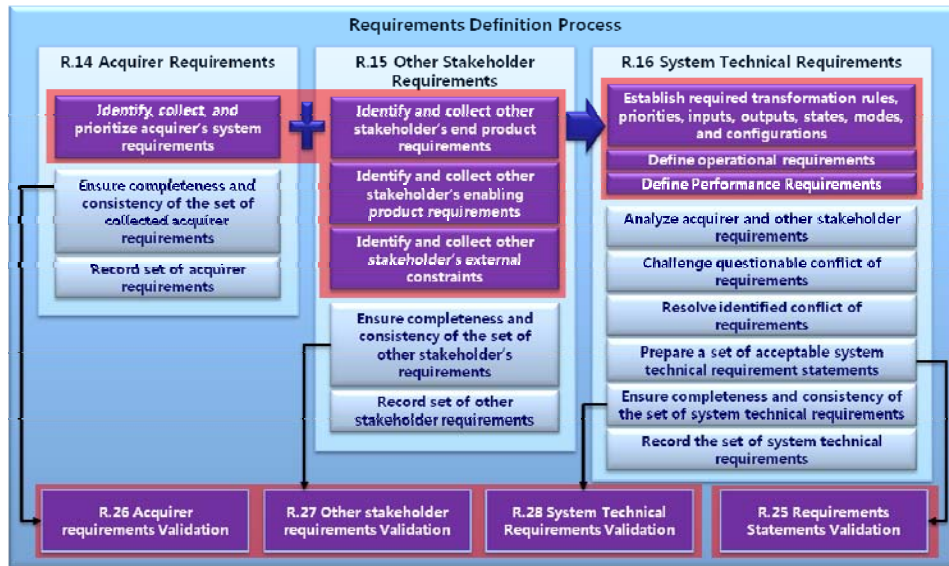 Requirements Definition Process
R.14 Acquirer Requirements
Identify, collect, and
prioritize acquirer's system
requirements
Ensure completeness and
consistency of the set of
collected acquirer
requirements
Record set of acquirer
requirements
R.15 Other Stakeholder
Requirements
Identify and collect other
stakeholder's end product
requirements
Identify and collect other
stakeholder's enabling
product requirements
Identify and collect other
stakeholder's external
constraints
Ensure completeness and
consistency of the set of
other stakeholder's
requirements
Record set of other
stakeholder requirements
R.16 System Technical Requirements
Establish required transformation rules,
priorities, inputs, outputs, states, modes,
and configurations
Define operational requirements
Define Performance Requirements
Analyze acquirer and other stakeholder
requirements
Challenge questionable conflict of
requirements
Resolve identified conflict of
requirements
Prepare a set of acceptable system
technical requirement statements
Ensure completeness and consistency of
the set of system technical requirements
Record the set of system technical
requirements
R.26 Acquirer
requirements Validation
R.27 Other stakeholder
requirements Validation
R.28 System Technical
Requirements Validation
R.25 Requirements
Statements Validation